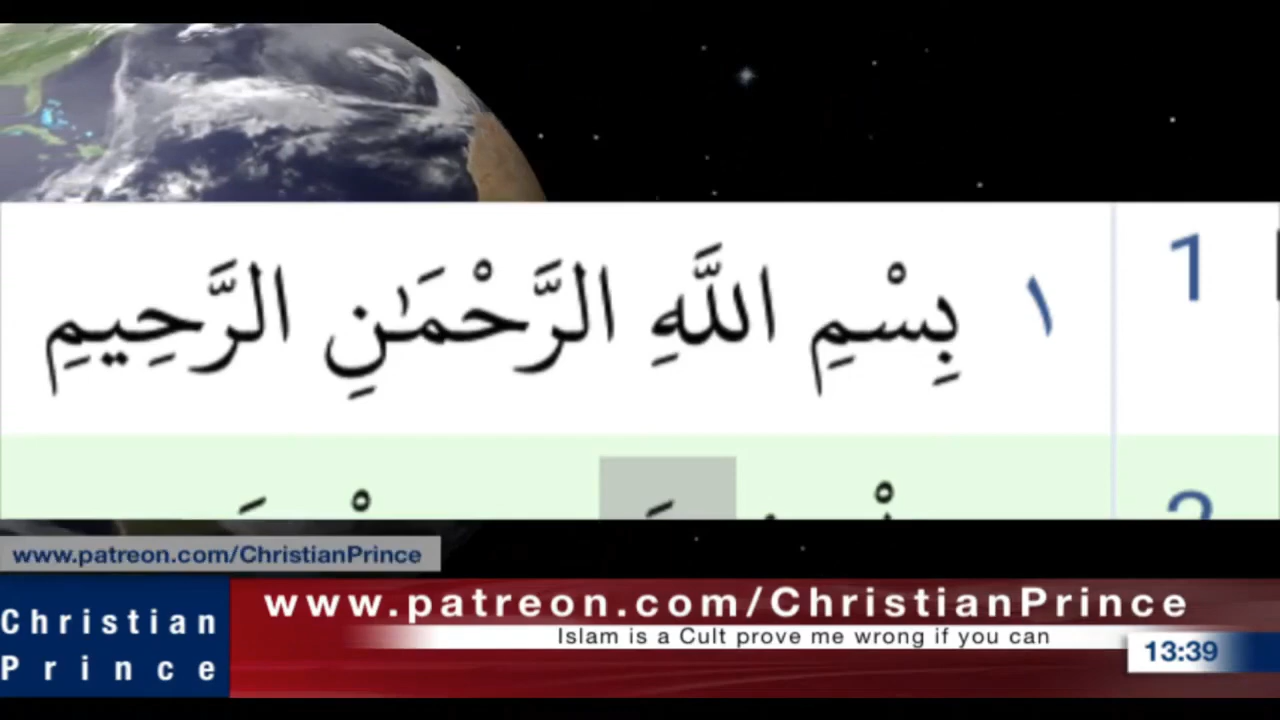 بِسْمِ اللَّهِ الرَّحْمَٰنِ الرَّحِيمِ ١ 1
2
www.patreon.com/ChristianPrince
www.patreon.com/ChristianPrince
Islam is a Cult prove me wrong if you can
Christian
Prince
13:39